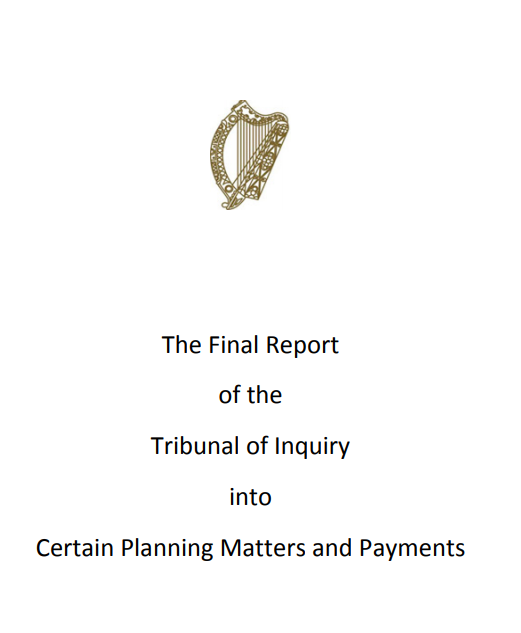 The Final Report
of the
Tribunal of Inquiry
into
Certain Planning Matters and Payments